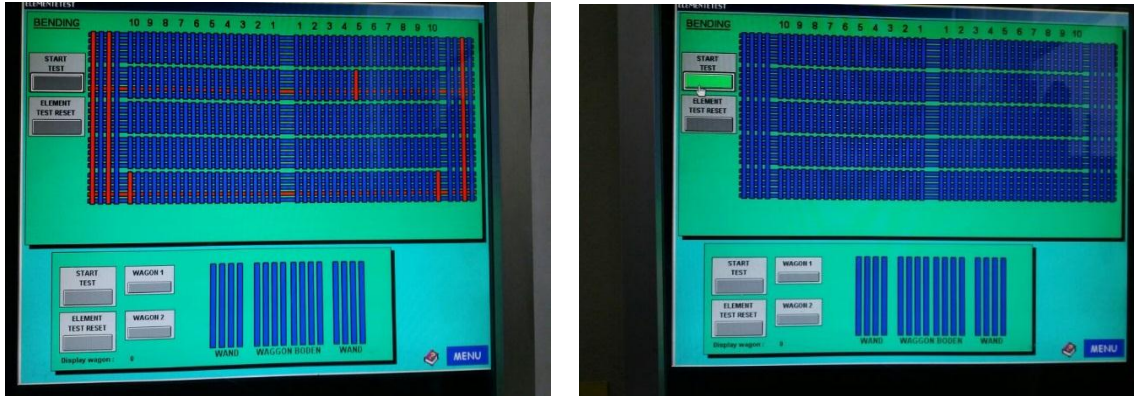 ELEMENTETEST
BENDING 10 9 8 7 6 5 4 3 2 1 1 2 3 4 5 6 7 8 9 10
START
TEST
ELEMENT
TEST RESET
START
TEST
WAGON 1
ELEMENT
TEST RESET
WAGON 2
WAND WAGGON BODEN WAND
Display wagon : 0
MENU
ELEMENTETEST
BENDING 10 9 8 7 6 5 4 3 2 1 1 2 3 4 5 6 7 8 9 10
START
TEST
ELEMENT
TEST RESET
START
TEST
WAGON 1
ELEMENT
TEST RESET
WAGON 2
WAND WAGGON BODEN WAND
Display wagon : 0
MENU